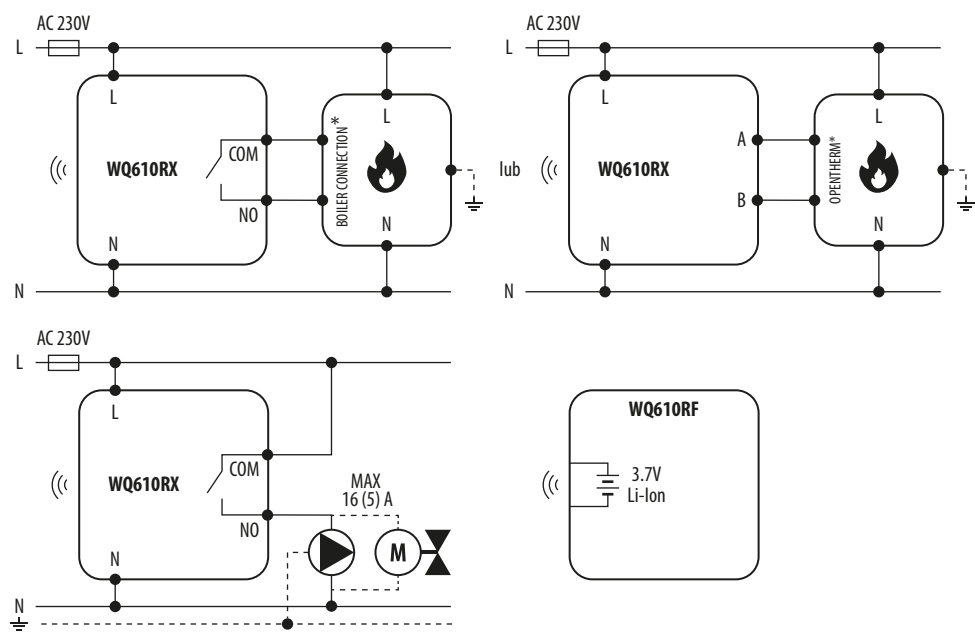 AC 230V
L
L
WQ610RX
COM
NO
N
BOILER CONNECTION*
L
N
N
lub
AC 230V
L
L
WQ610RX
A
B
N
OPENTHERM*
L
N
N
AC 230V
L
L
WQ610RX
COM
NO
N
MAX
16 (5) A
M
N
WQ610RF
3.7V
Li-Ion